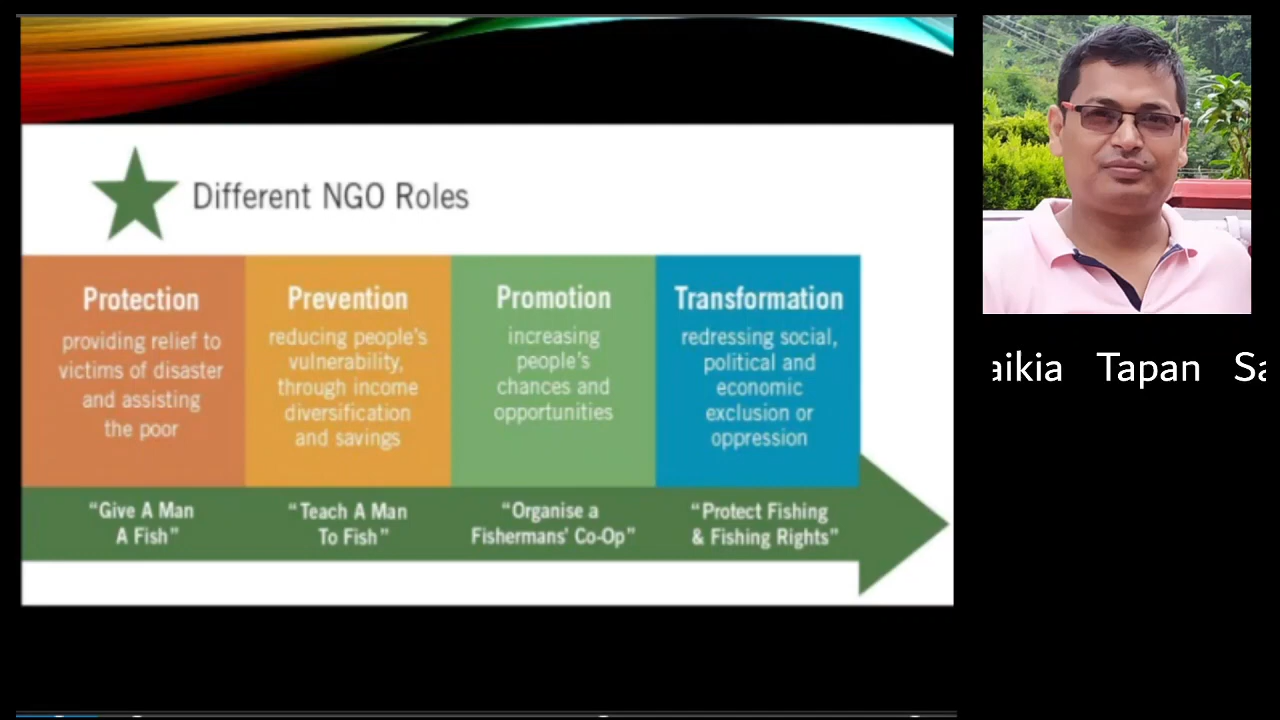 Different NGO Roles
Protection
providing relief to
victims of disaster
and assisting
the poor
"Give A Man
A Fish"
Prevention
reducing people's
vulnerability,
through income
diversification
and savings
"Teach A Man
To Fish"
Promotion
increasing
people's
chances and
opportunities
"Organise a
Fishermans' Co-Op"
Transformation
redressing social,
political and
economic
exclusion or
oppression
"Protect Fishing
& Fishing Rights"
aikia Tapan Sa